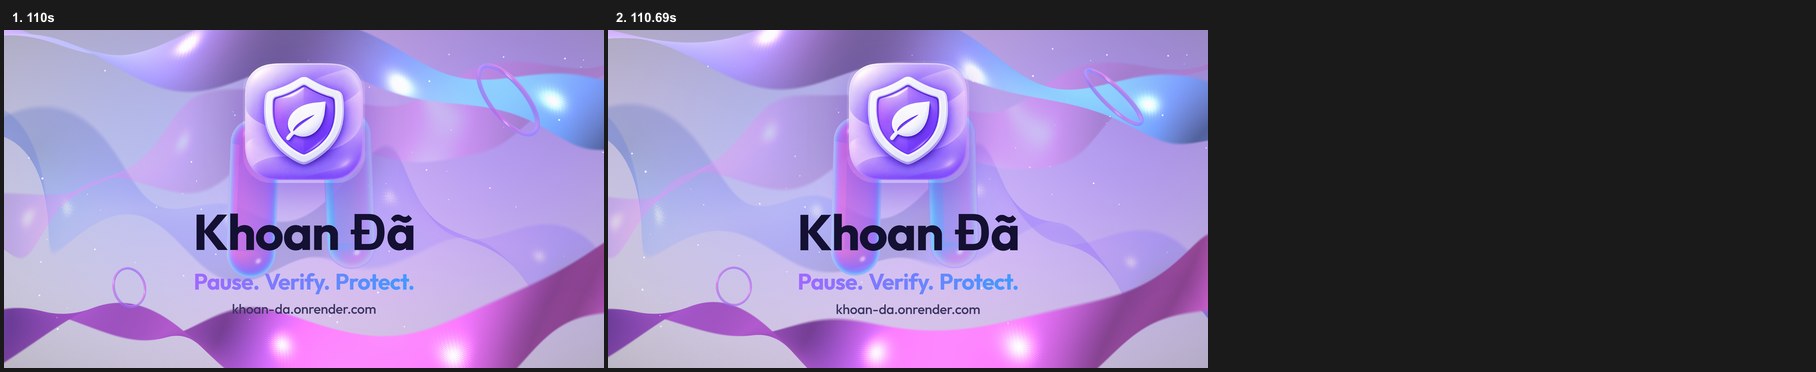 1. 110s
Khoan Đã
Pause. Verify. Protect.
khoan-da.onrender.com
2. 110.69s
Khoan Đã
Pause. Verify. Protect.
khoan-da.onrender.com